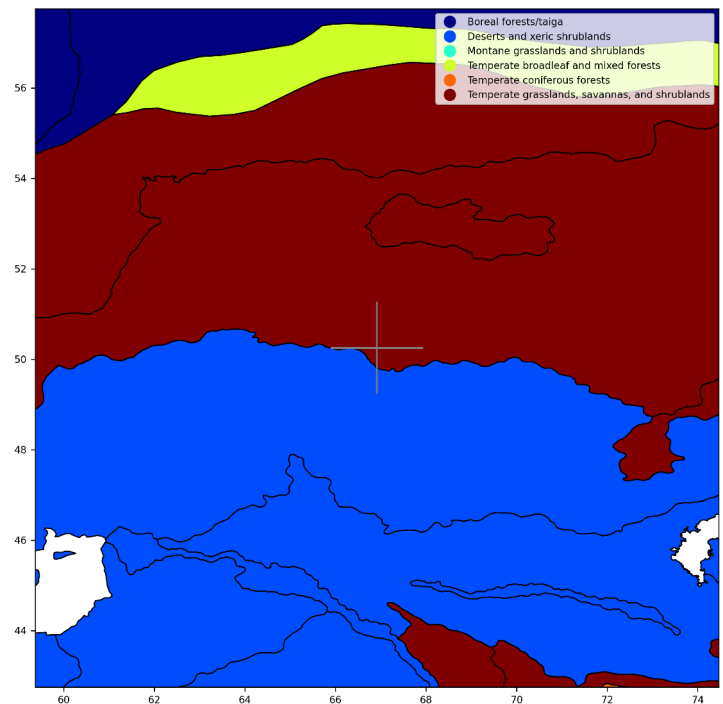 Boreal forests/taiga
Deserts and xeric shrublands
Montane grasslands and shrublands
Temperate broadleaf and mixed forests
Temperate coniferous forests
Temperate grasslands, savannas, and shrublands
56
54
52
50
48
46
44
60 62 64 66 68 70 72 74